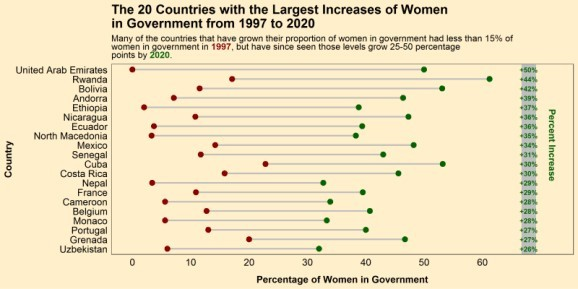 The 20 Countries with the Largest Increases of Women
in Government from 1997 to 2020
Many of the countries that have grown their proportion of women in government had less than 15% of
women in government in 1997, but have since seen those levels grow 25-50 percentage
points by 2020.
United Arab Emirates +50%
Rwanda +44%
Bolivia +42%
Andorra +39%
Ethiopia +37%
Nicaragua +36%
Ecuador +36%
North Macedonia +35%
Mexico +34%
Senegal +31%
Cuba +30%
Costa Rica +30%
Nepal +29%
France +29%
Cameroon +28%
Belgium +28%
Monaco +28%
Portugal +27%
Grenada +27%
Uzbekistan +26%
Country
Percent Increase
0 10 20 30 40 50 60
Percentage of Women in Government